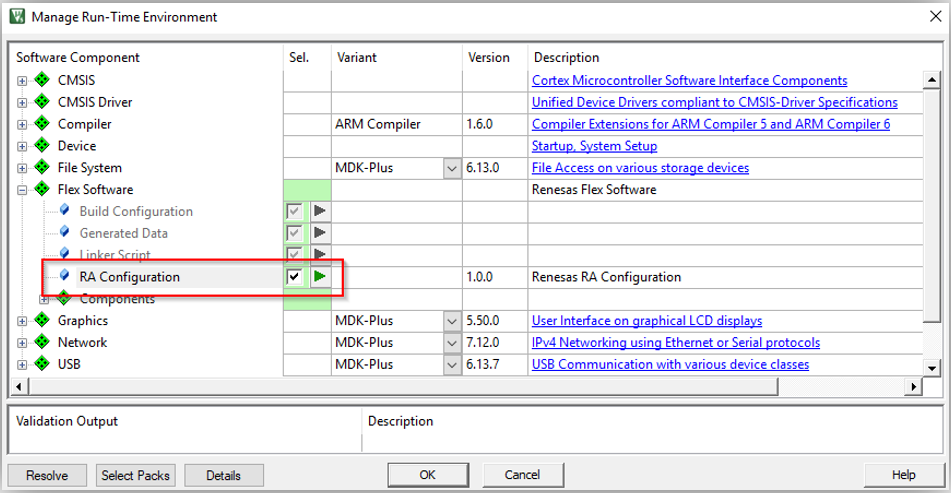 Manage Run-Time Environment
Software Component Sel. Variant Version Description
CMSIS Cortex Microcontroller Software Interface Components
CMSIS Driver Unified Device Drivers compliant to CMSIS-Driver Specifications
Compiler ARM Compiler 1.6.0 Compiler Extensions for ARM Compiler 5 and ARM Compiler 6
Device Startup, System Setup
File System MDK-Plus 6.13.0 File Access on various storage devices
Flex Software Renesas Flex Software
Build Configuration
Generated Data
Linker Script
RA Configuration 1.0.0 Renesas RA Configuration
Components
Graphics MDK-Plus 5.50.0 User Interface on graphical LCD displays
Network MDK-Plus 7.12.0 IPv4 Networking using Ethernet or Serial protocols
USB MDK-Plus 6.13.7 USB Communication with various device classes
Validation Output Description
Resolve Select Packs Details OK Cancel Help